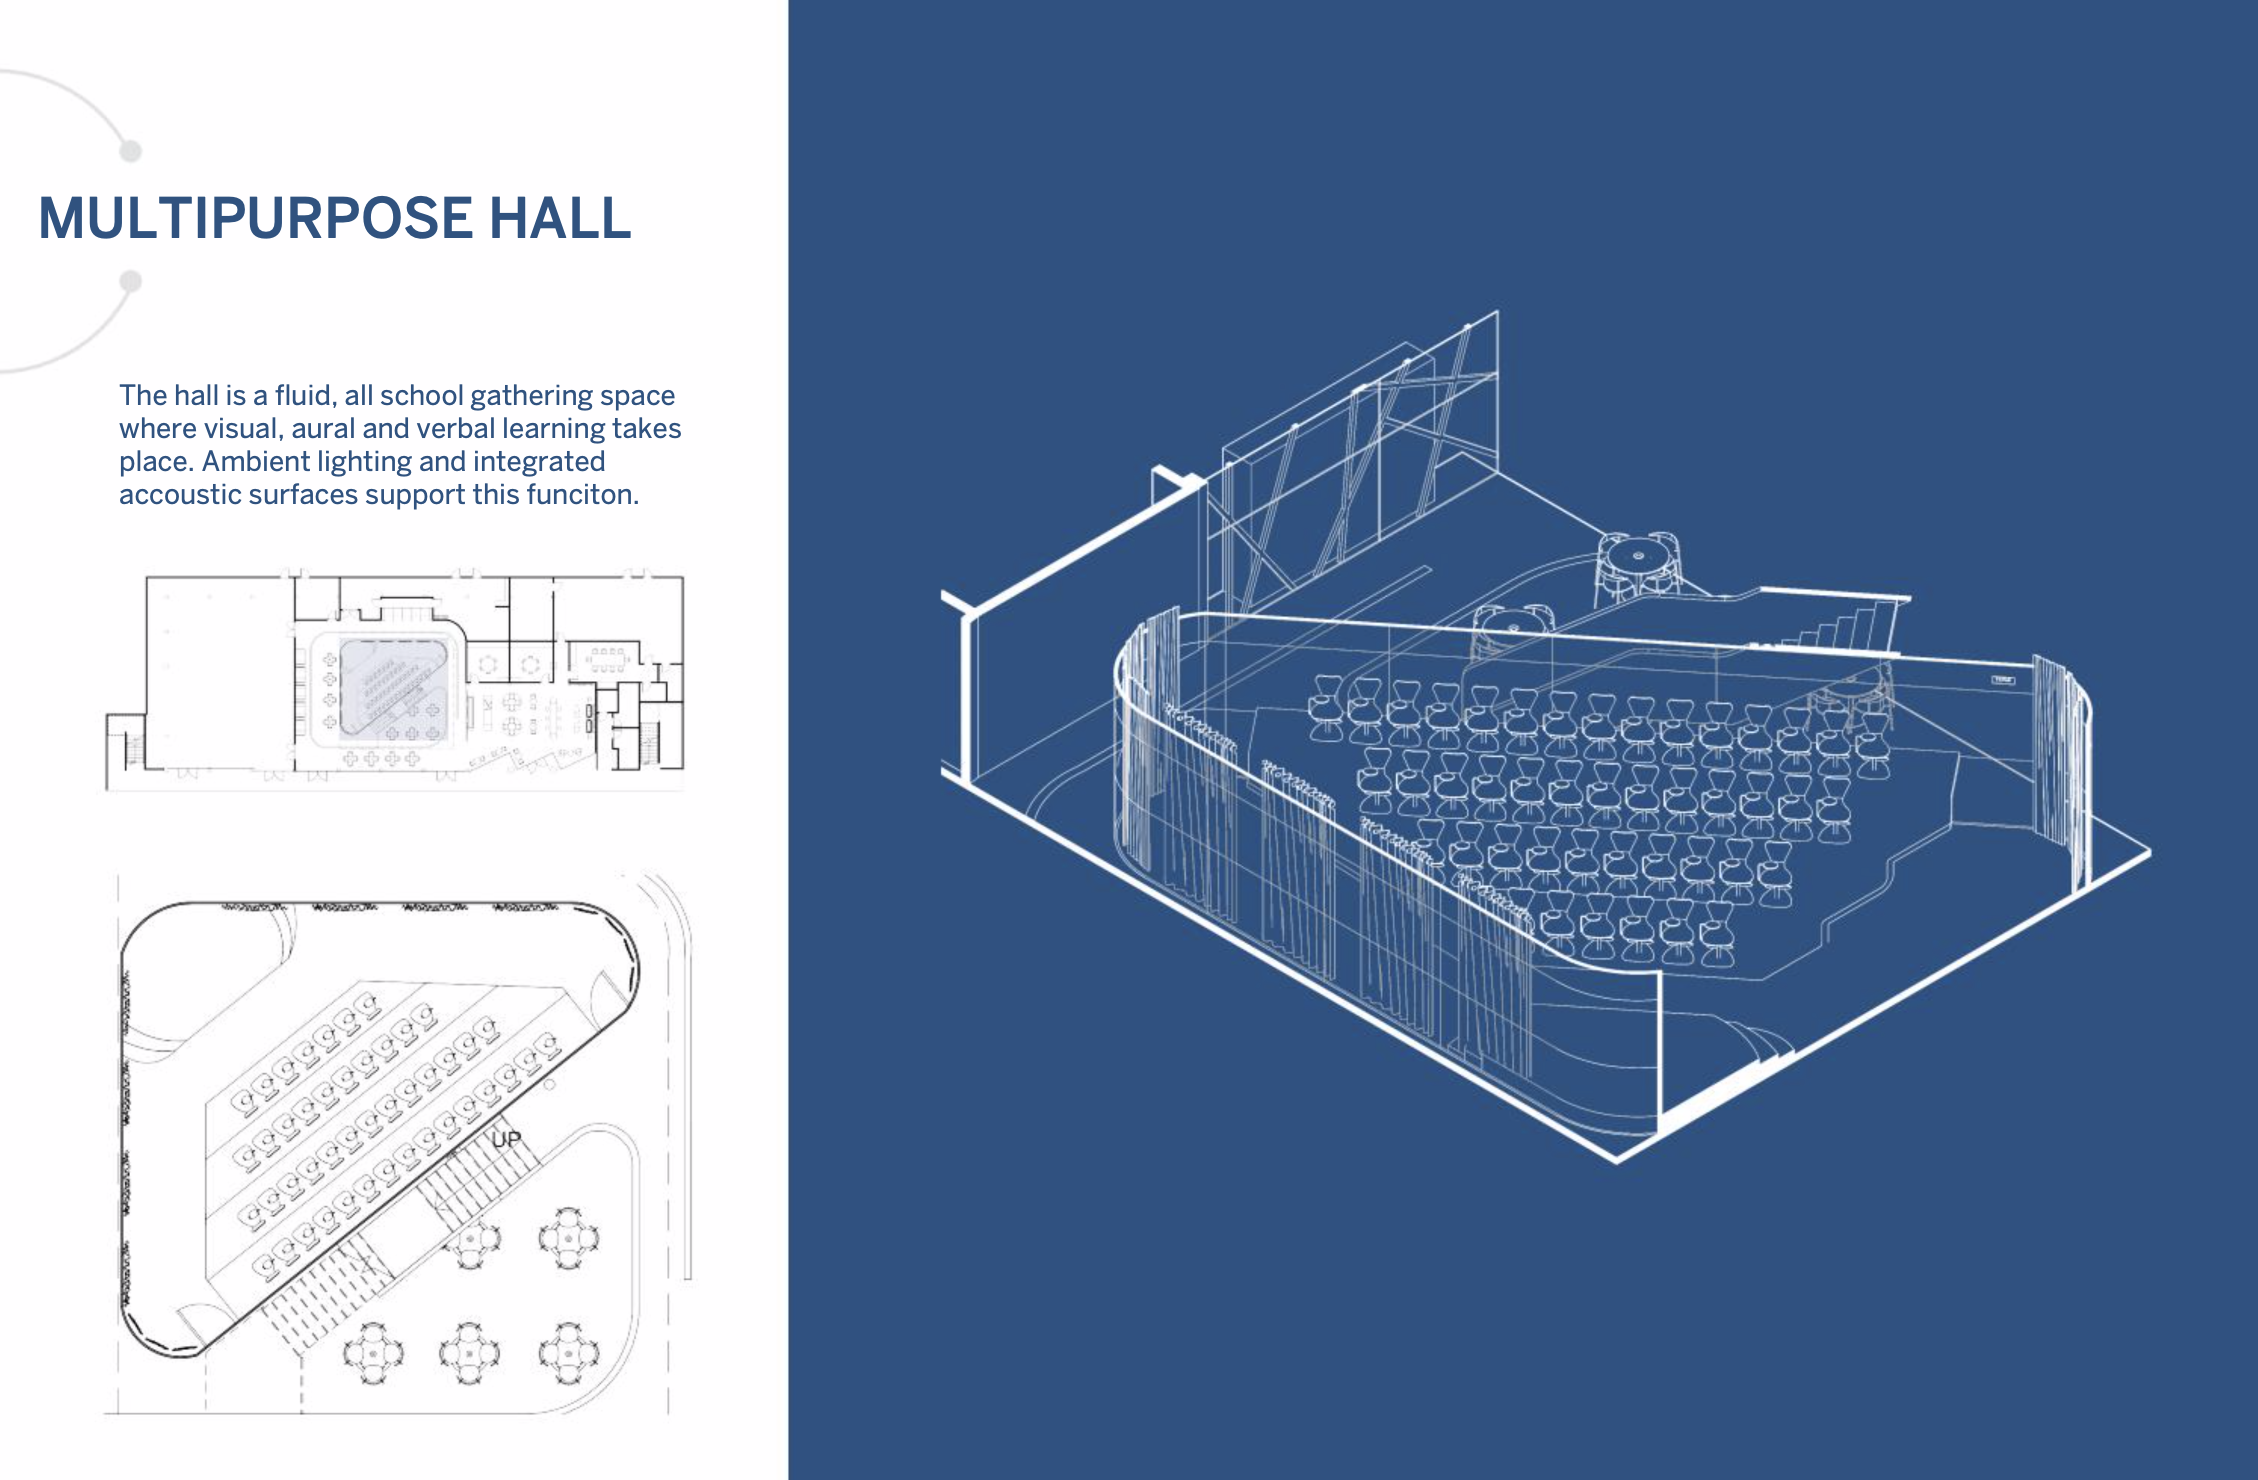 MULTIPURPOSE HALL
The hall is a fluid, all school gathering space
where visual, aural and verbal learning takes
place. Ambient lighting and integrated
accoustic surfaces support this funciton.
UP